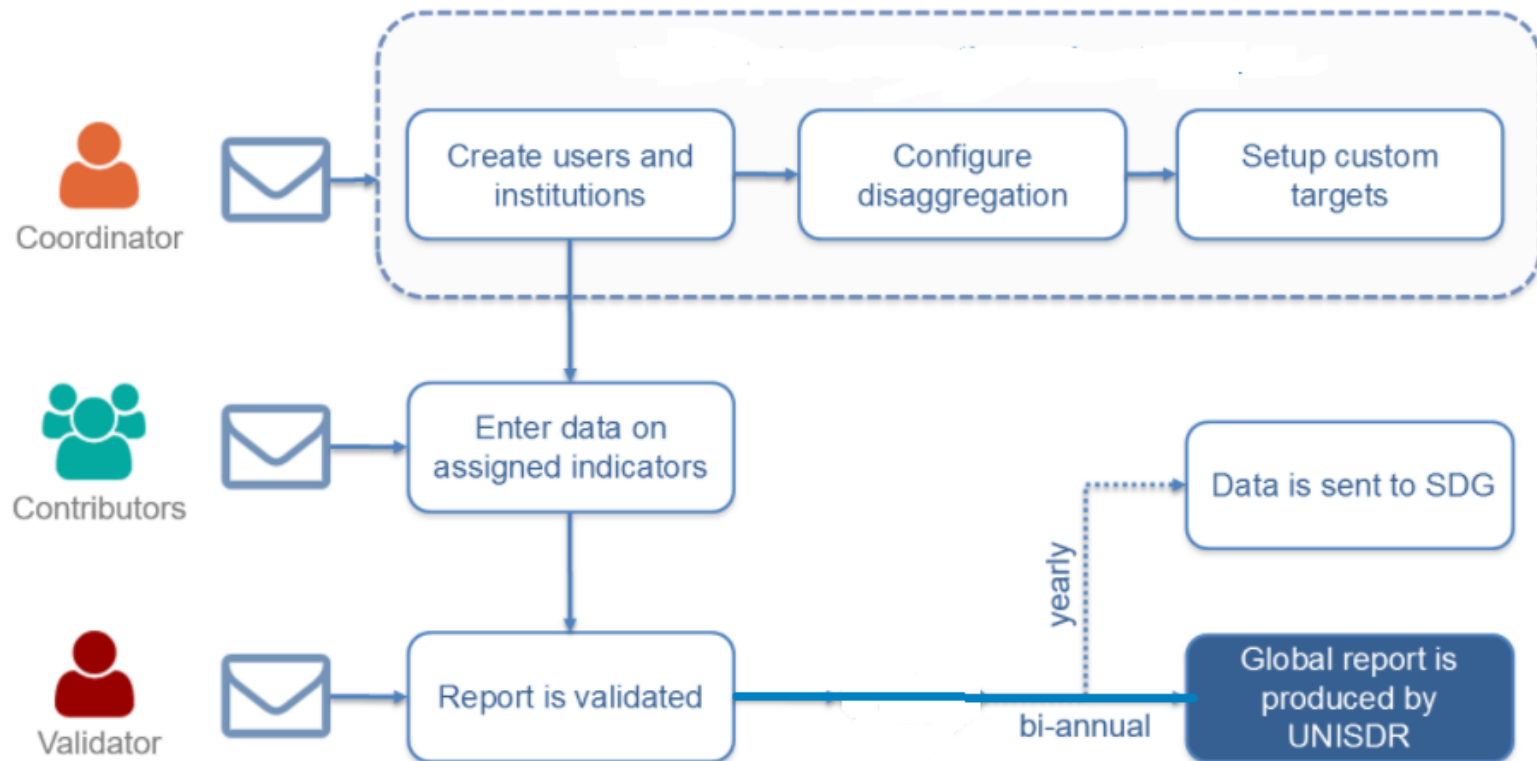 Create users and
institutions
Configure
disaggregation
Setup custom
targets
Coordinator
Enter data on
assigned indicators
Contributors
Data is sent to SDG
yearly
Report is validated
bi-annual
Global report is
produced by
UNISDR
Validator